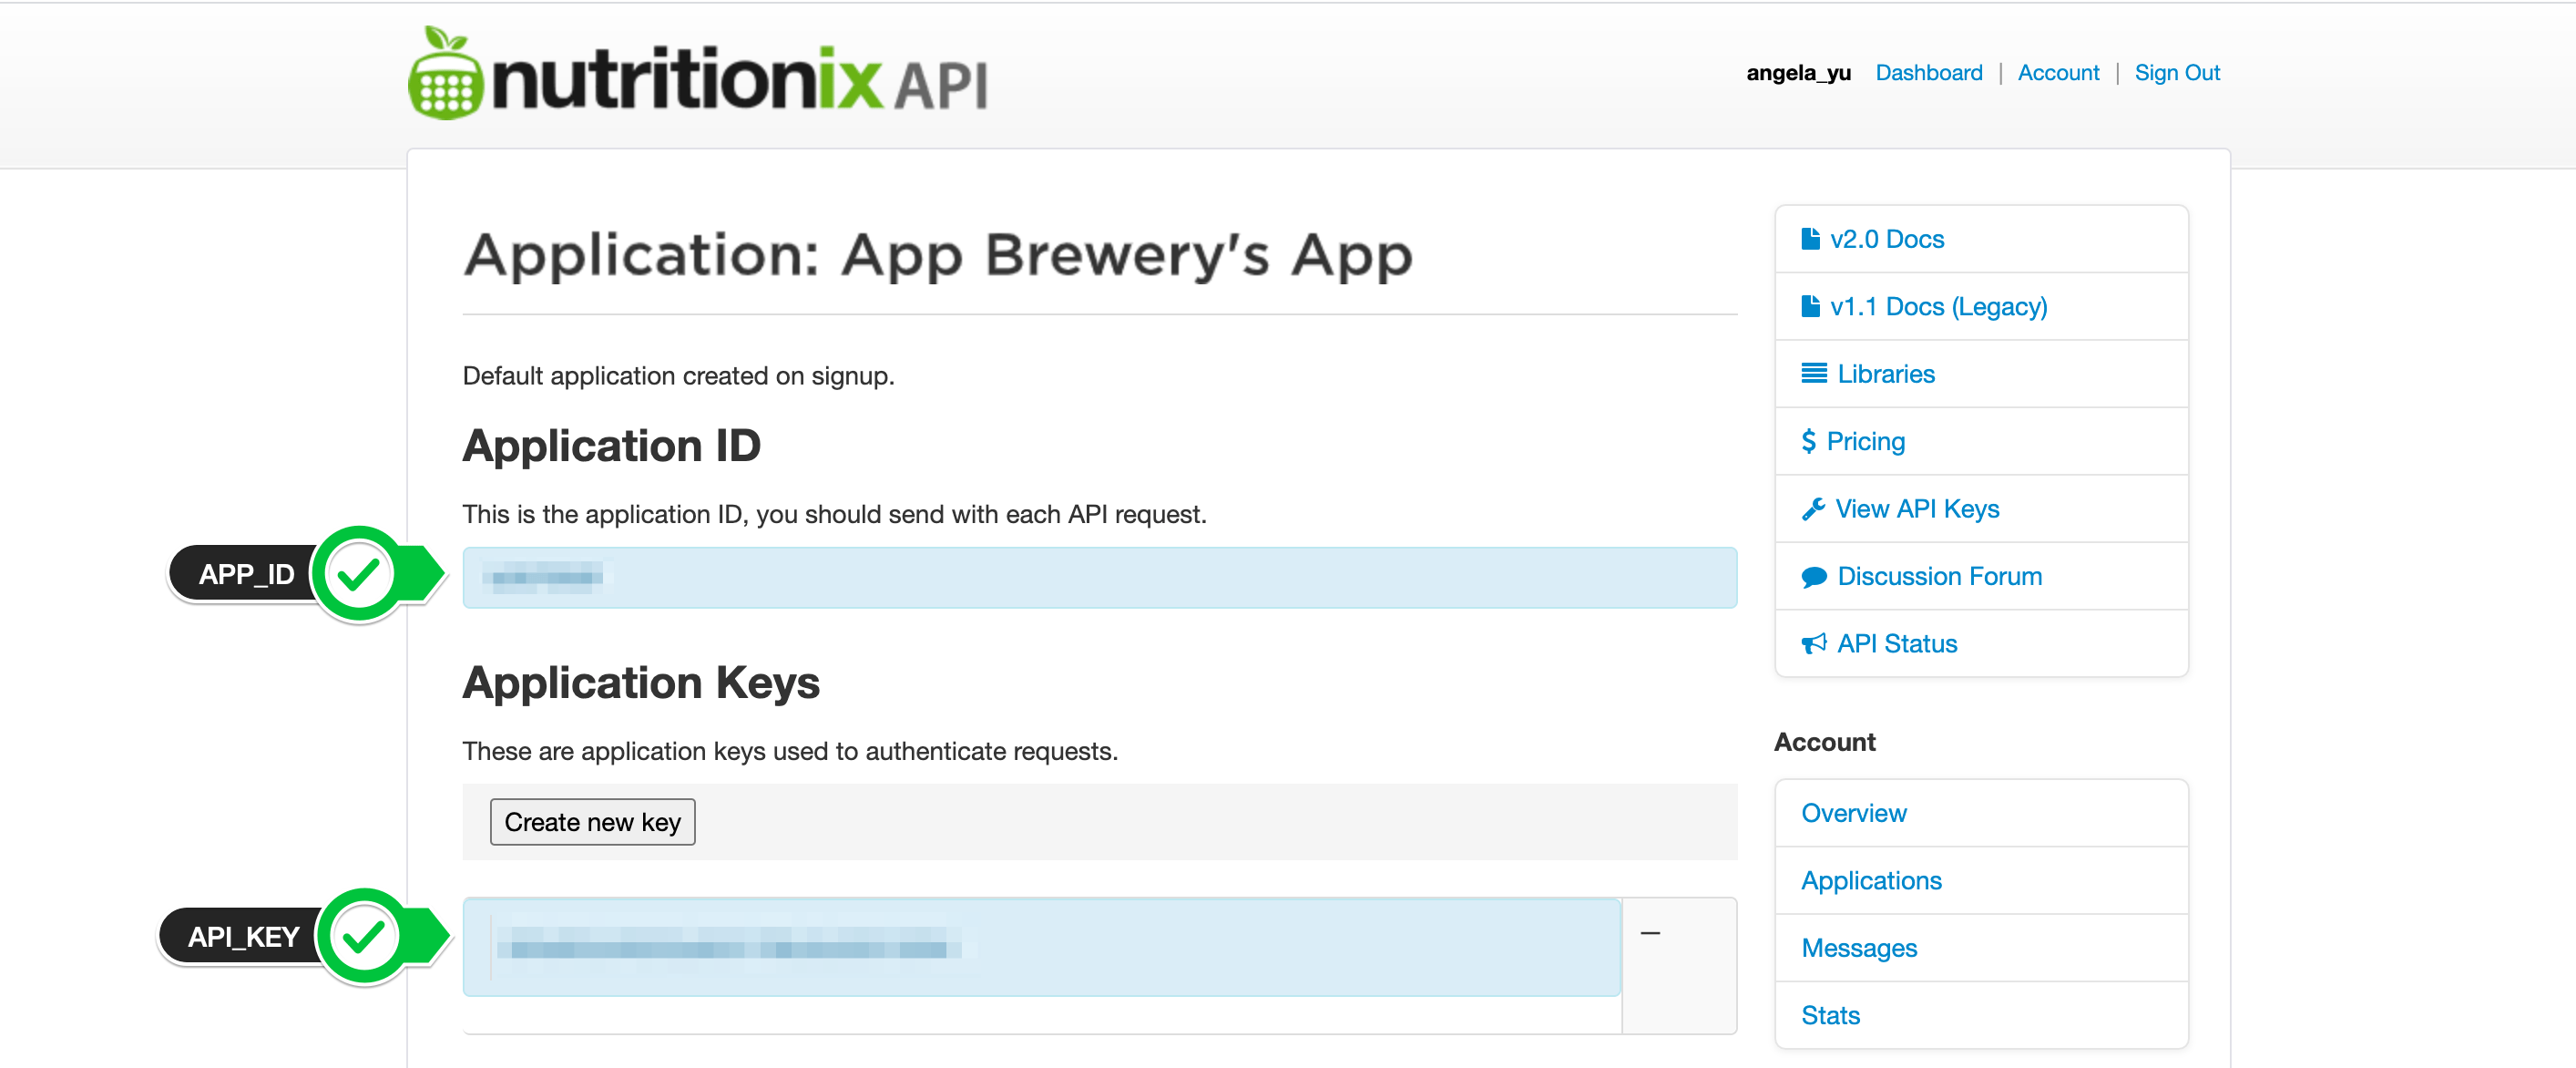 nutritionix API
angela_yu Dashboard | Account | Sign Out
Application: App Brewery's App
Default application created on signup.
Application ID
This is the application ID, you should send with each API request.
APP_ID
Application Keys
These are application keys used to authenticate requests.
Create new key
API_KEY
v2.0 Docs
v1.1 Docs (Legacy)
Libraries
Pricing
View API Keys
Discussion Forum
API Status
Account
Overview
Applications
Messages
Stats